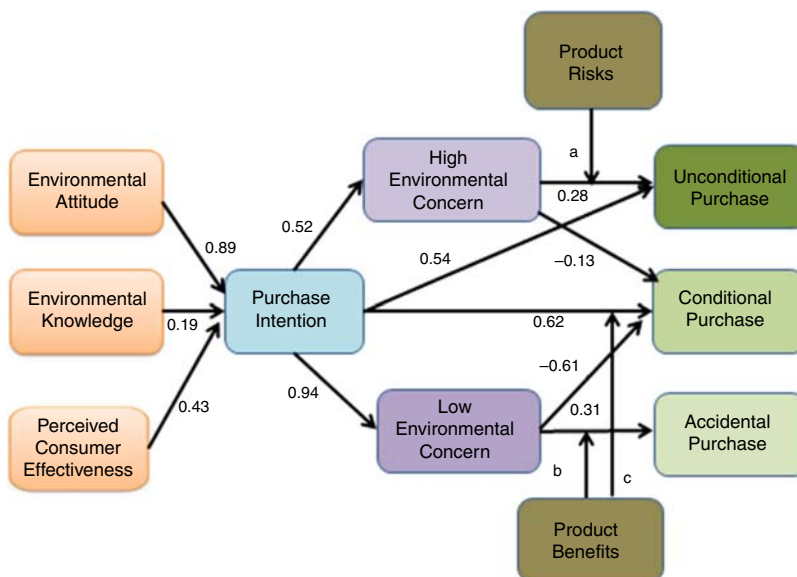 Product
Risks
a
High
Environmental
Concern
Environmental
Attitude
Unconditional
Purchase
0.28
0.52
0.89
0.54
−0.13
Environmental
Knowledge
Purchase
Intention
Conditional
Purchase
0.19
0.62
−0.61
0.94
0.43
0.31
Low
Environmental
Concern
Accidental
Purchase
Perceived
Consumer
Effectiveness
b
c
Product
Benefits